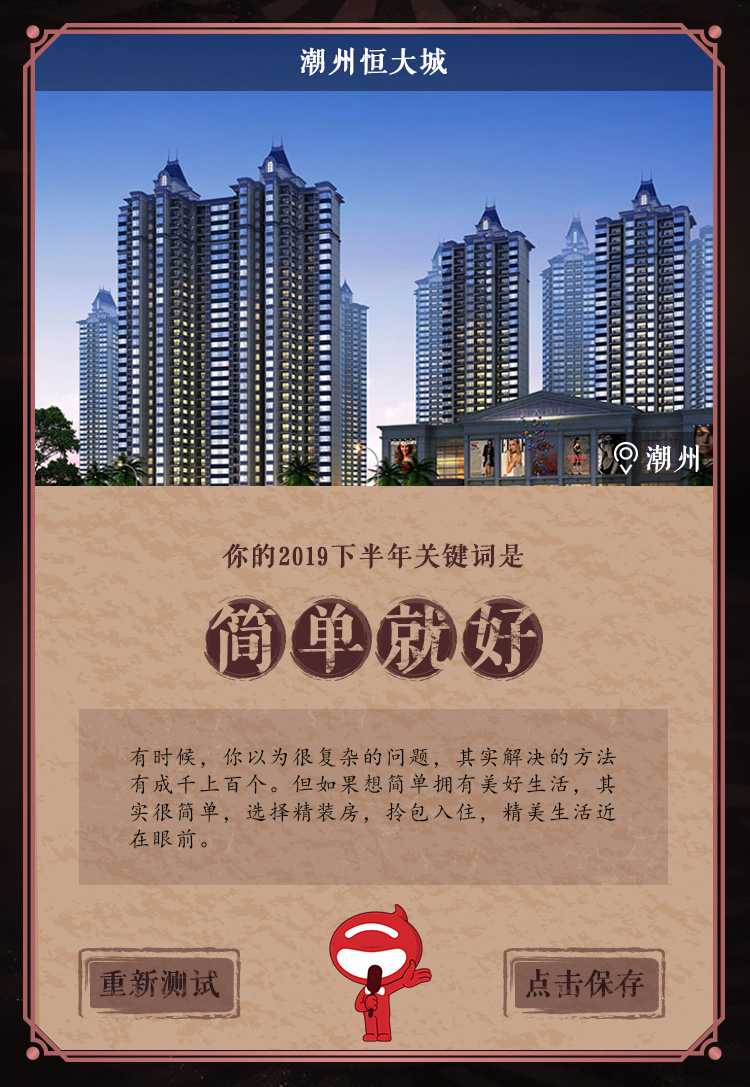 潮州恒大城
潮州
你的2019下半年关键词是
简单就好
有时候，你以为很复杂的问题，其实解决的方法
有成千上百个。但如果想简单拥有美好生活，其
实很简单，选择精装房，拎包入住，精美生活近
在眼前。
重新测试
点击保存